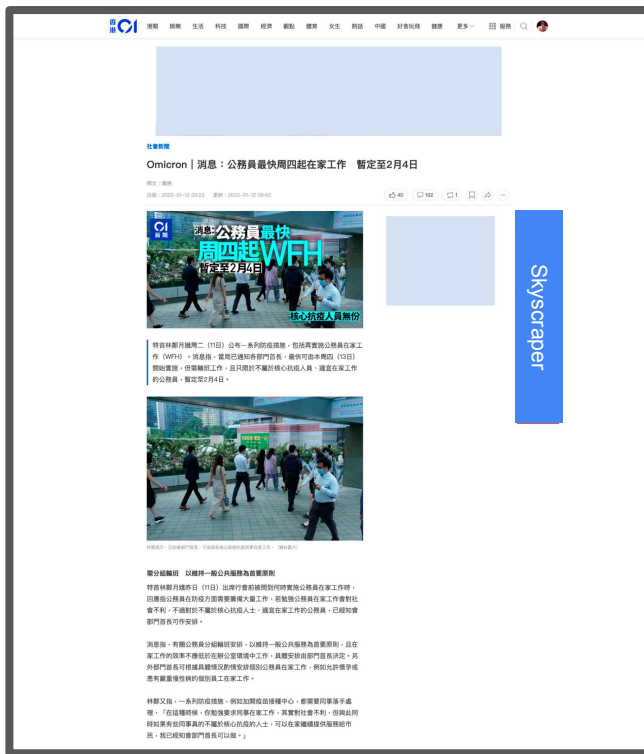 香港01 港聞 娛樂 生活 科技 國際 經濟 觀點 體育 女生 熱話 中國 好食玩飛 健康 更多 服務
社會新聞
Omicron｜消息：公務員最快周四起在家工作　暫定至2月4日
撰文：
出版：2022-01-12 00:22 更新：2022-01-12 08:42
40 102 1
01
首聞
消息：公務員最快
周四起WFH
暫定至2月4日
核心抗疫人員無份
特首林鄭月娥周二（11日）公布一系列防疫措施，包括再實施公務員在家工
作（WFH）。消息指，當局已通知各部門首長，最快可由本周四（13日）
開始實施，但需輪班工作，且只限於不屬於核心抗疫人員、適宜在家工作
的公務員，暫定至2月4日。
Skyscraper
需分組輪班　以維持一般公共服務為首要原則
特首林鄭月娥昨日（11日）出席行會前被問到何時實施公務員在家工作時，
回應指公務員在防疫方面需要籌備大量工作，若勉強公務員在家工作會對社
會不利，不過對於不屬於核心抗疫人士、適宜在家工作的公務員，已經知會
部門首長可作安排。
消息指，有關公務員分組輪班安排，以維持一般公共服務為首要原則，且在
家工作的效率不應低於在辦公室環境中工作，具體安排由部門首長決定。另
外部門首長可根據具體情況酌情安排個別公務員在家工作，例如允許懷孕或
患有嚴重慢性病的個別員工在家工作。
林鄭又指，一系列防疫措施，例如加開疫苗接種中心，都需要同事落手處
理，「在這種時候，你勉強要求同事在家工作，其實對社會不利，但與此同
時如果有些同事真的不屬於核心抗疫的人士，可以在家繼續提供服務給市
民，我已經知會部門首長可以做。」